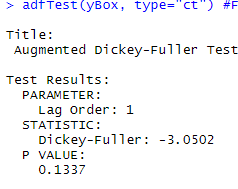 > adfTest(yBox, type="ct") #F
Title:
Augmented Dickey-Fuller Test
Test Results:
PARAMETER:
Lag Order: 1
STATISTIC:
Dickey-Fuller: -3.0502
P VALUE:
0.1337